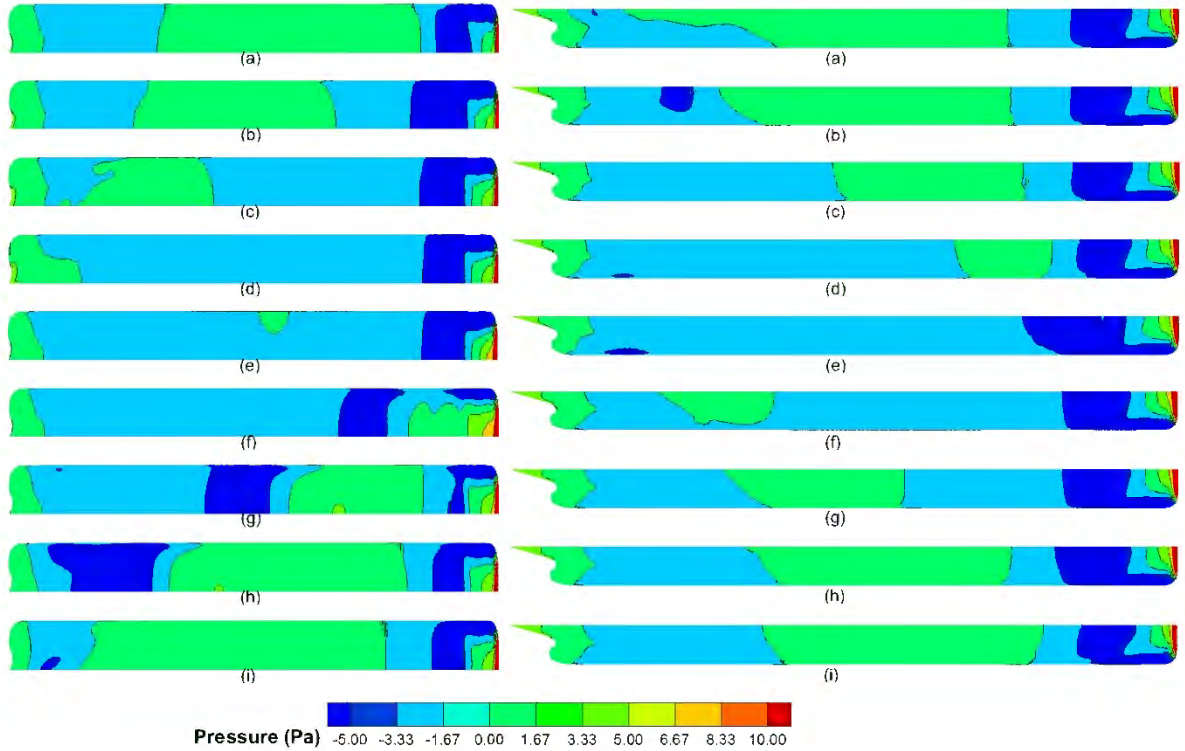 (a) (a)
(b) (b)
(c) (c)
(d) (d)
(e) (e)
(f) (f)
(g) (g)
(h) (h)
(i) (i)
Pressure (Pa) -5.00 -3.33 -1.67 0.00 1.67 3.33 5.00 6.67 8.33 10.00